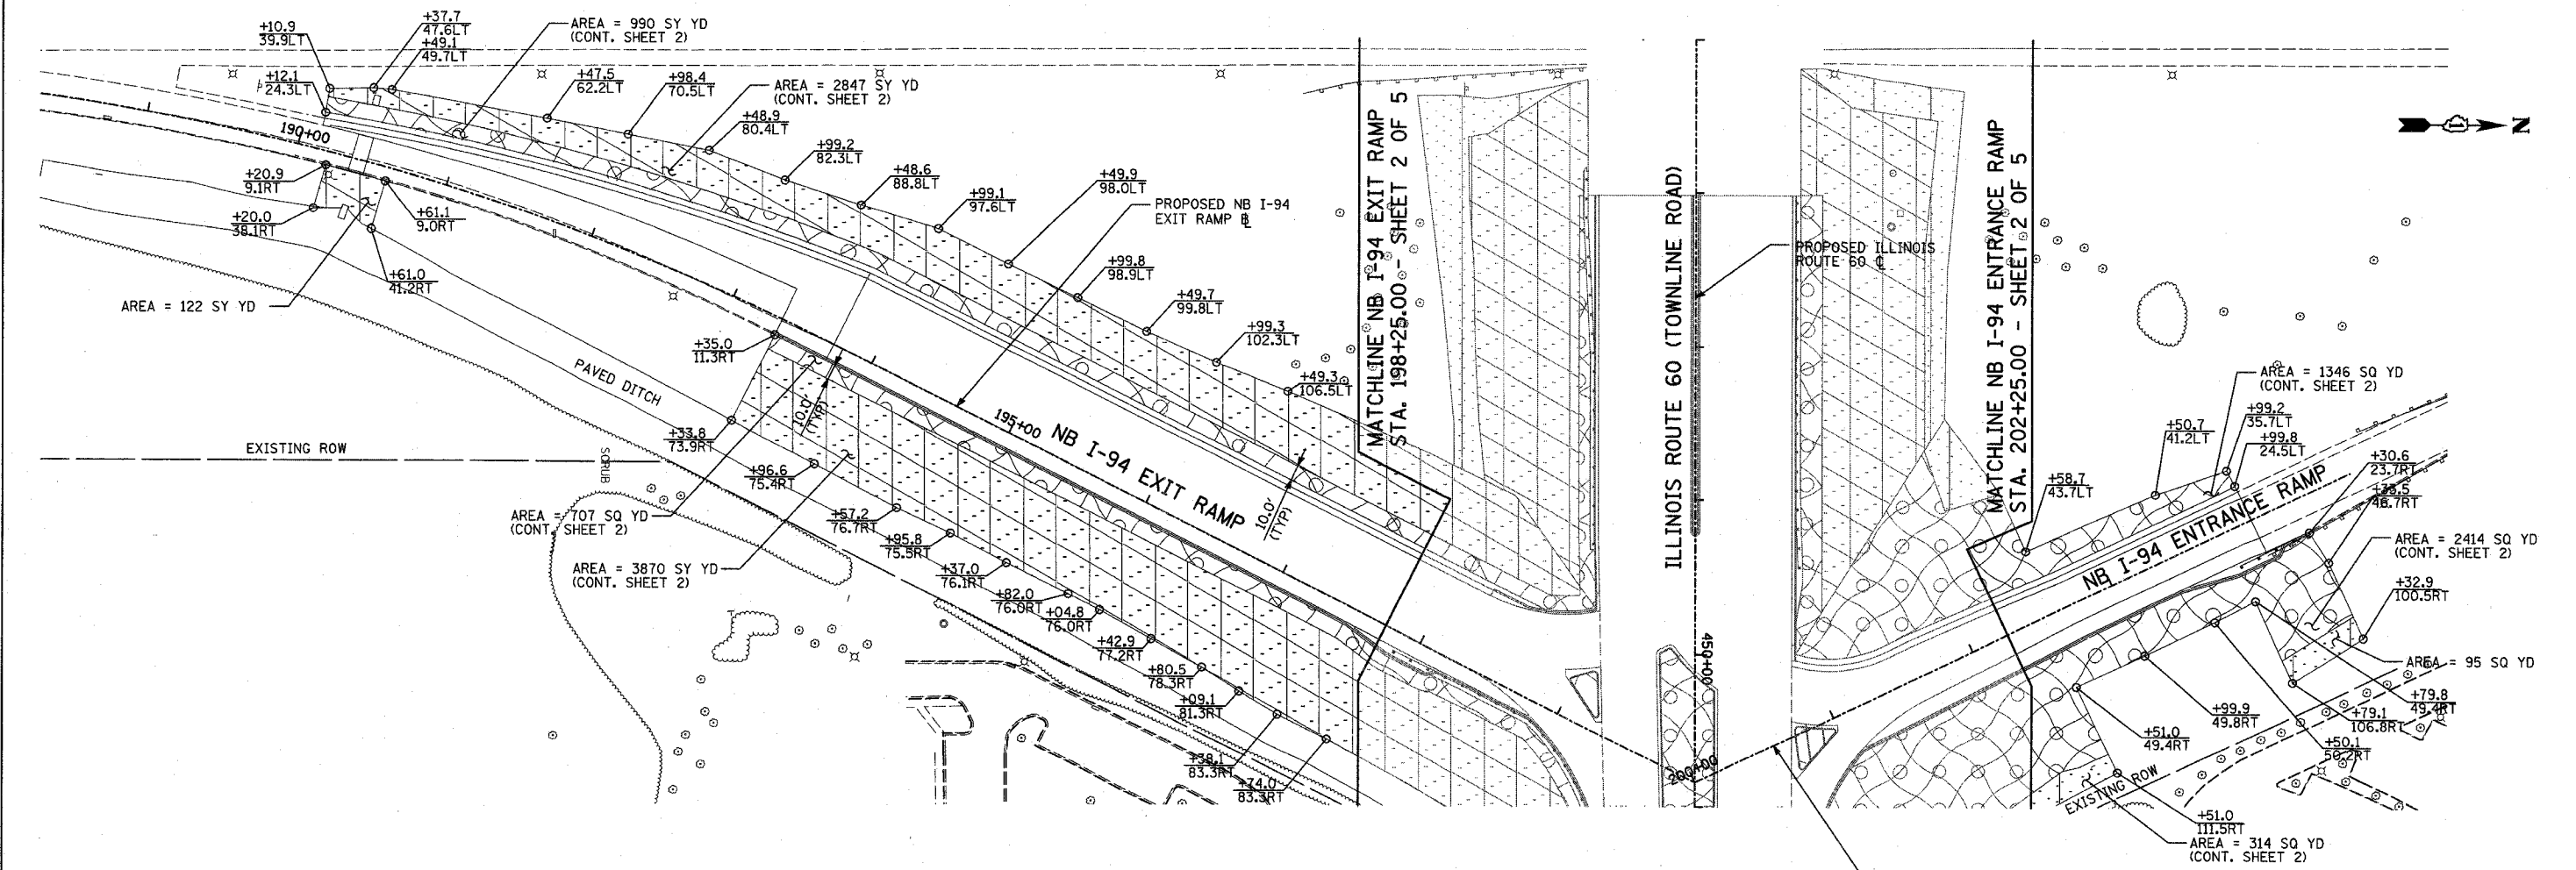 +10.9
39.9LT
+37.7
47.6LT
+49.1
49.7LT
AREA = 990 SY YD
(CONT. SHEET 2)
+12.1
24.3LT
+47.5
62.2LT
+98.4
70.5LT
AREA = 2847 SY YD
(CONT. SHEET 2)
+48.9
80.4LT
190+00
+99.2
82.3LT
+20.9
9.1RT
+48.6
88.8LT
+49.9
98.0LT
+20.0
38.1RT
+61.1
9.0RT
+99.1
97.6LT
PROPOSED NB I-94
EXIT RAMP ℄
+61.0
41.2RT
AREA = 122 SY YD
+99.8
98.9LT
+49.7
99.8LT
+35.0
11.3RT
+99.3
102.3LT
PAVED DITCH
+49.3
106.5LT
10.0'
(TYP)
195+00
NB I-94 EXIT RAMP
+33.8
73.9RT
EXISTING ROW
SCRUB
+96.6
75.4RT
10.0'
(TYP)
AREA = 707 SQ YD
(CONT. SHEET 2)
+57.2
76.7RT
+95.8
75.5RT
AREA = 3870 SY YD
(CONT. SHEET 2)
+37.0
76.1RT
+82.0
76.0RT
+04.8
76.0RT
+42.9
77.2RT
+80.5
78.3RT
+09.1
81.3RT
+38.1
83.3RT
+74.0
83.3RT
MATCHLINE NB I-94 EXIT RAMP
STA. 198+25.00 - SHEET 2 OF 5
ILLINOIS ROUTE 60 (TOWNLINE ROAD)
PROPOSED ILLINOIS
ROUTE 60 ℄
450+00
200+00
MATCHLINE NB I-94 ENTRANCE RAMP
STA. 202+25.00 - SHEET 2 OF 5
N
AREA = 1346 SQ YD
(CONT. SHEET 2)
+50.7
41.2LT
+99.2
35.7LT
+99.8
24.5LT
+58.7
43.7LT
+30.6
23.7RT
NB I-94 ENTRANCE RAMP
AREA = 2414 SQ YD
(CONT. SHEET 2)
+32.9
100.5RT
AREA = 95 SQ YD
+79.8
49.4RT
+79.1
106.8RT
+99.9
49.8RT
+51.0
49.4RT
+50.1
50.2RT
EXISTING ROW
+51.0
111.5RT
AREA = 314 SQ YD
(CONT. SHEET 2)